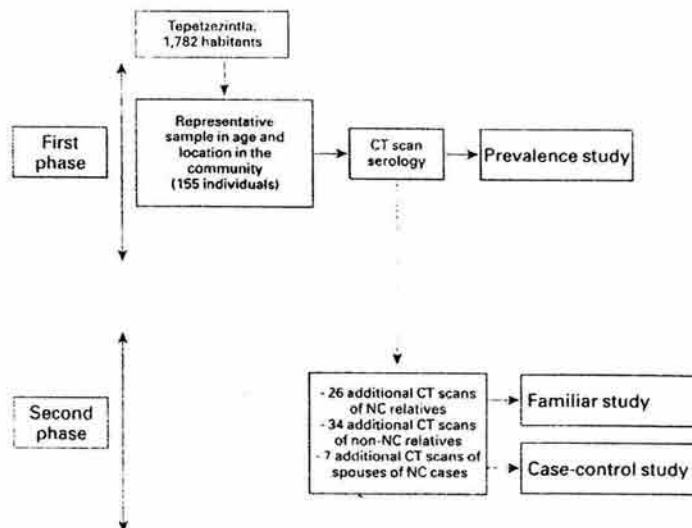 Tepetzezintla,
1,782 habitants
First
phase
Representative
sample in age and
location in the
community
(155 individuals)
CT scan
serology
Prevalence study
Second
phase
- 26 additional CT scans
of NC relatives
- 34 additional CT scans
of non-NC relatives
- 7 additional CT scans of
spouses of NC cases
Familiar study
Case-control study